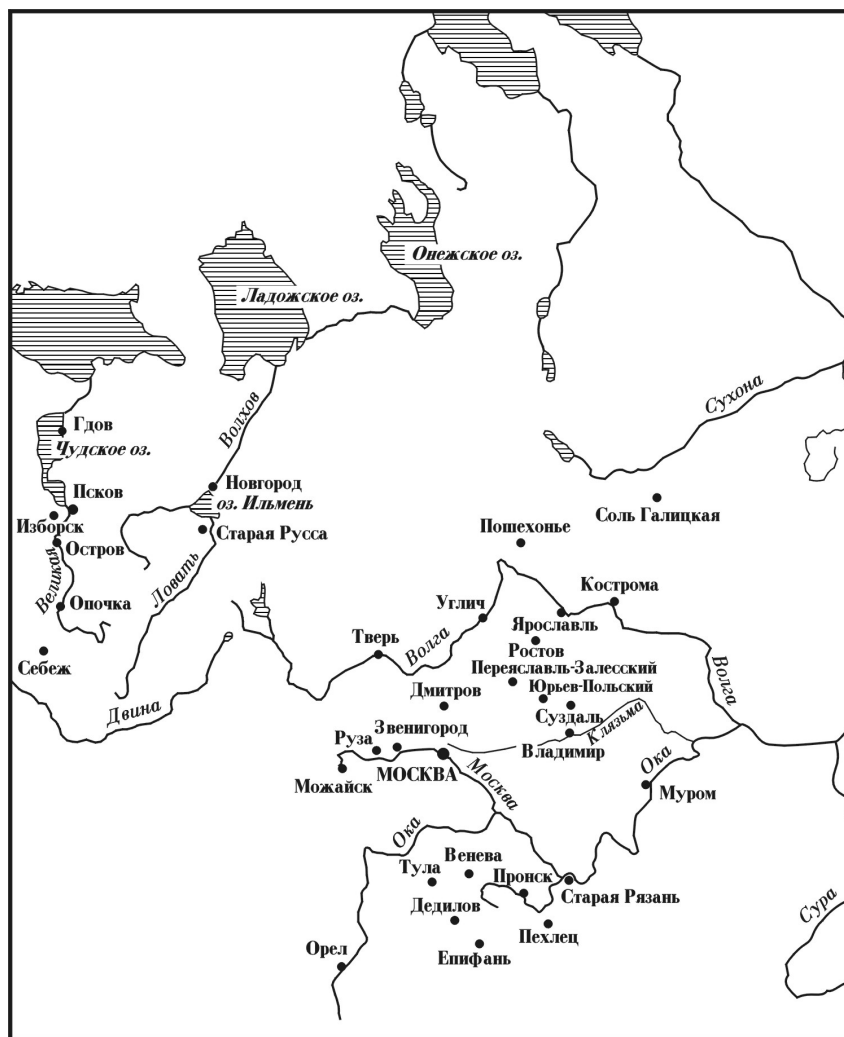 Онежское оз.
Ладожское оз.
Сухона
Волхов
Гдов
Чудское оз.
Новгород
Псков
оз. Ильмень
Соль Галицкая
Изборск
Старая Русса
Пошехонье
Остров
Великая
Ловать
Кострома
Опочка
Углич
Ярославль
Тверь
Волга
Ростов
Себеж
Переяславль-Залесский
Волга
Юрьев-Польский
Дмитров
Двина
Суздаль
Клязьма
Звенигород
Руза
Владимир
МОСКВА
Ока
Можайск
Москва
Муром
Ока
Венева
Тула
Пронск
Старая Рязань
Дедилов
Сура
Пехлец
Орел
Епифань